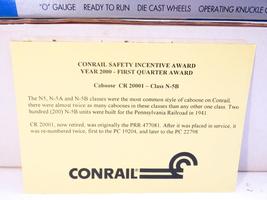 "O" GAUGE READY TO RUN DIE CAST WHEELS OPERATING KNUCKLE
CONRAIL SAFETY INCENTIVE AWARD
YEAR 2000 - FIRST QUARTER AWARD
Caboose CR 20001 – Class N-5B
The N5, N-5A and N-5B classes were the most common style of caboose on Conrail,
there were almost twice as many cabooses in these classes than any other one class. Two
hundred (200) N-5B units were built for the Pennsylvania Railroad in 1941.
CR 20001, now retired, was originally the PRR 477081. After it was placed in service, it
was re-numbered twice, first to the PC 19204, and later to the PC 22798
CONRAIL